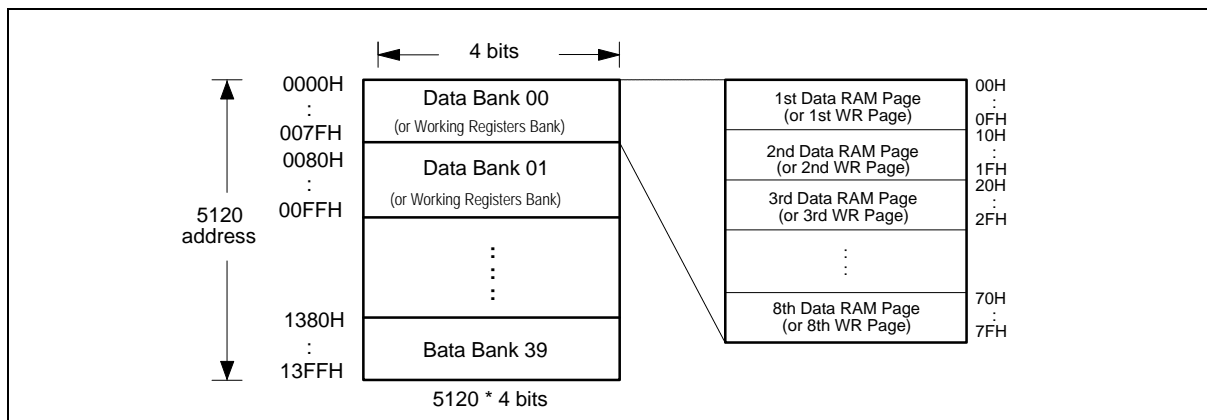 4 bits
0000H
:
007FH
0080H
:
00FFH
1380H
:
13FFH
5120
address
Data Bank 00
(or Working Registers Bank)
Data Bank 01
(or Working Registers Bank)
:
:
Bata Bank 39
5120 * 4 bits
1st Data RAM Page
(or 1st WR Page)
2nd Data RAM Page
(or 2nd WR Page)
3rd Data RAM Page
(or 3rd WR Page)
:
:
8th Data RAM Page
(or 8th WR Page)
00H
:
0FH
10H
:
1FH
20H
:
2FH
70H
:
7FH